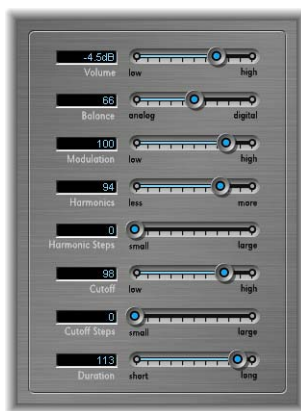 -4.5dB
Volume low high
66
Balance analog digital
100
Modulation low high
94
Harmonics less more
0
Harmonic Steps small large
98
Cutoff low high
0
Cutoff Steps small large
113
Duration short long